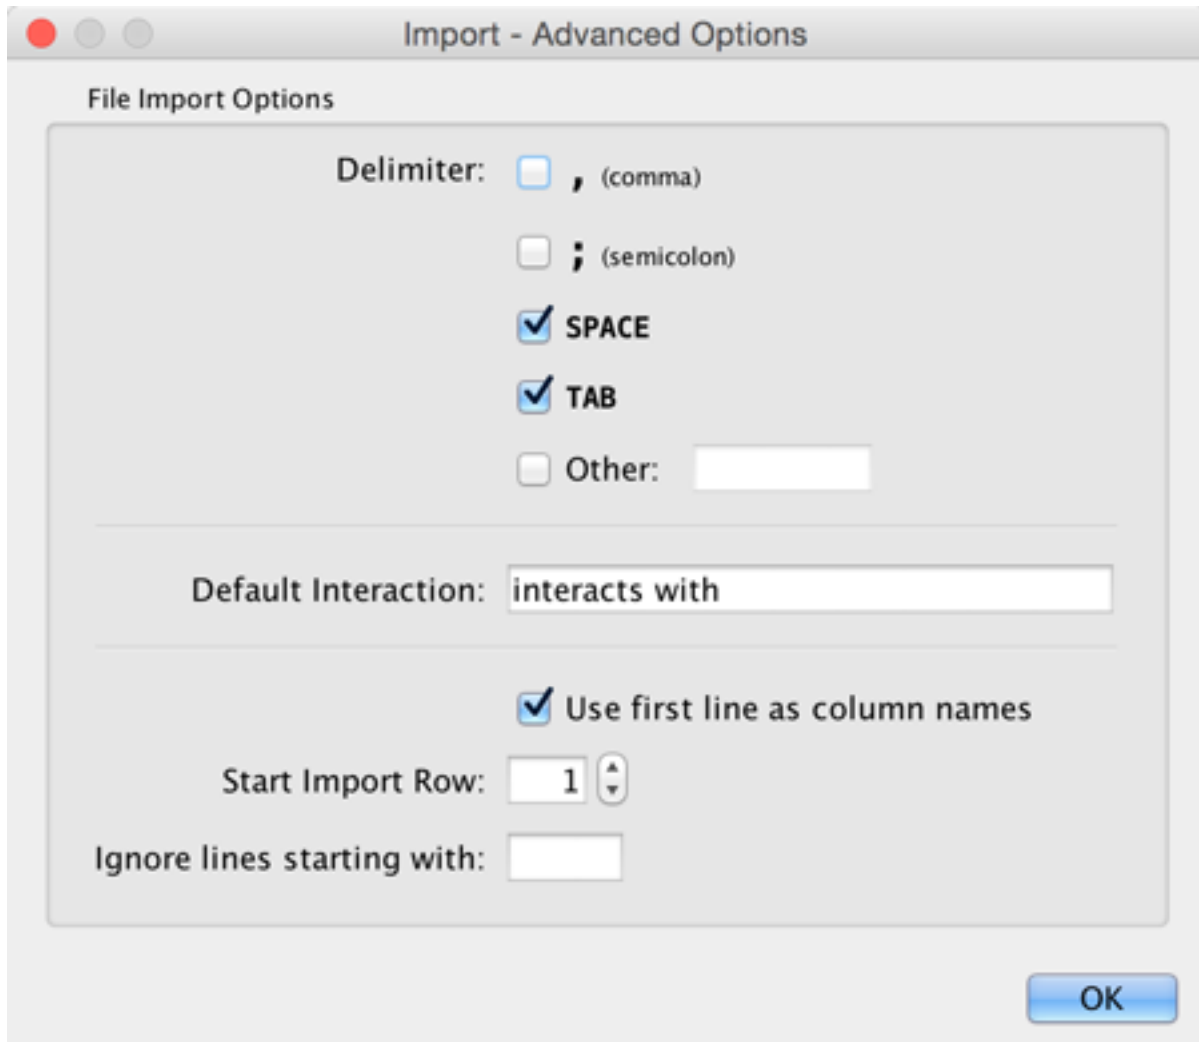 Import - Advanced Options
File Import Options
Delimiter: , (comma)
; (semicolon)
SPACE
TAB
Other:
Default Interaction: interacts with
Use first line as column names
Start Import Row: 1
Ignore lines starting with:
OK